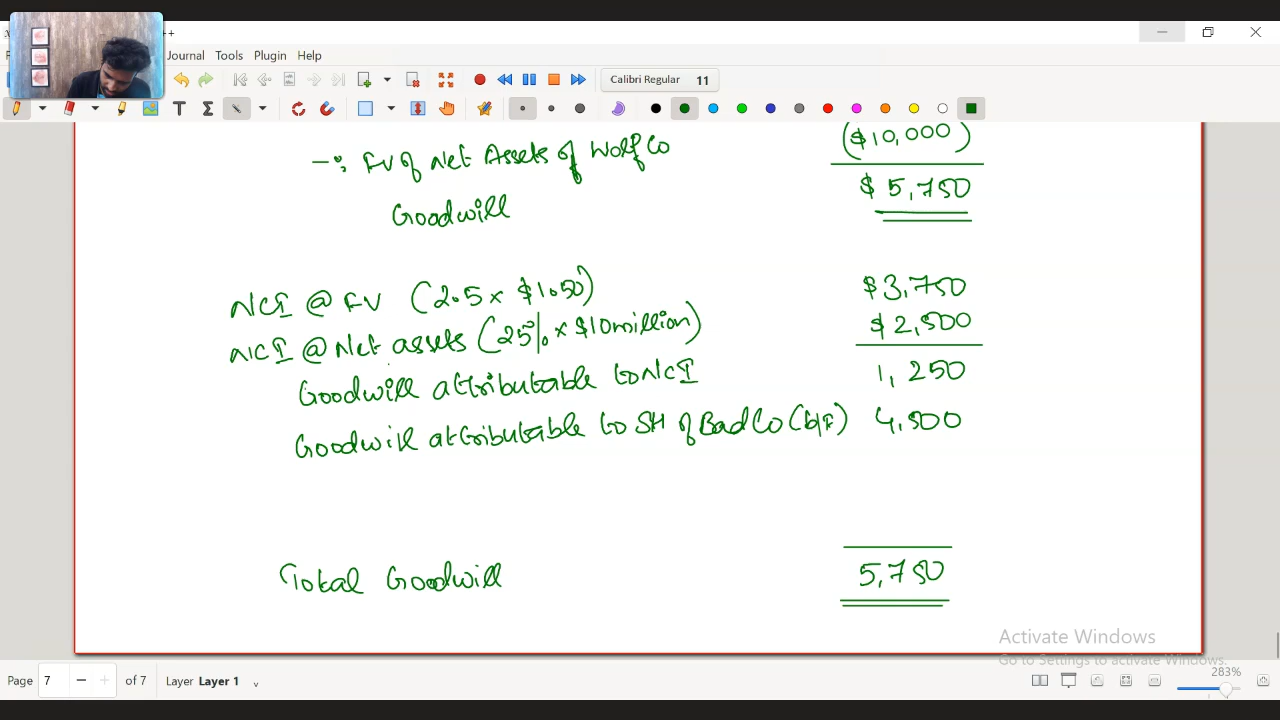 ++
Journal Tools Plugin Help
Calibri Regular 11
($10,000)
-: FV of Net Assets of Wolf Co
$ 5,750
Goodwill
NCI @ FV (2.5 x $1.50) $3,750
NCI @ Net assets (25% x $10 million) $2,500
Goodwill attributable to NCI 1,250
Goodwill attributable to SH of Bad Co (b/f) 4,500
Total Goodwill 5,750
Activate Windows
Go to Settings to activate Windows.
Page 7 of 7 Layer Layer 1 283%